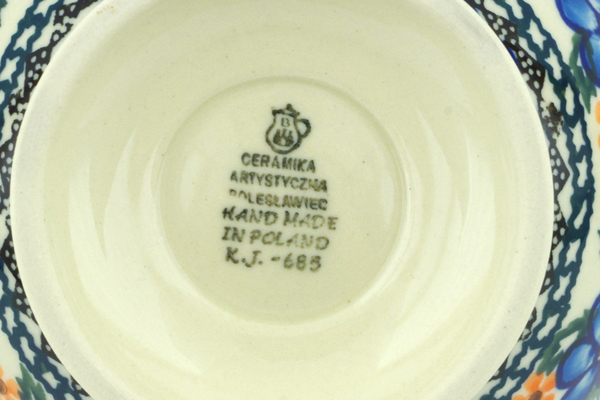 B
CERAMIKA
ARTYSTYCZNA
BOLESŁAWIEC
HAND MADE
IN POLAND
K.J. -685